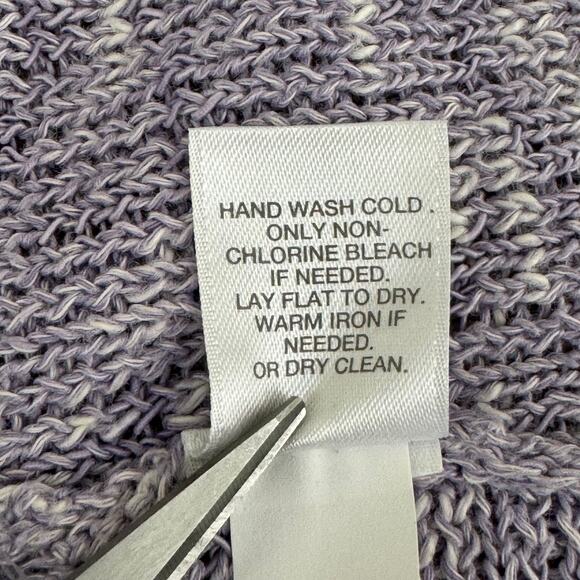 HAND WASH COLD .
ONLY NON-
CHLORINE BLEACH
IF NEEDED.
LAY FLAT TO DRY.
WARM IRON IF
NEEDED.
OR DRY CLEAN.